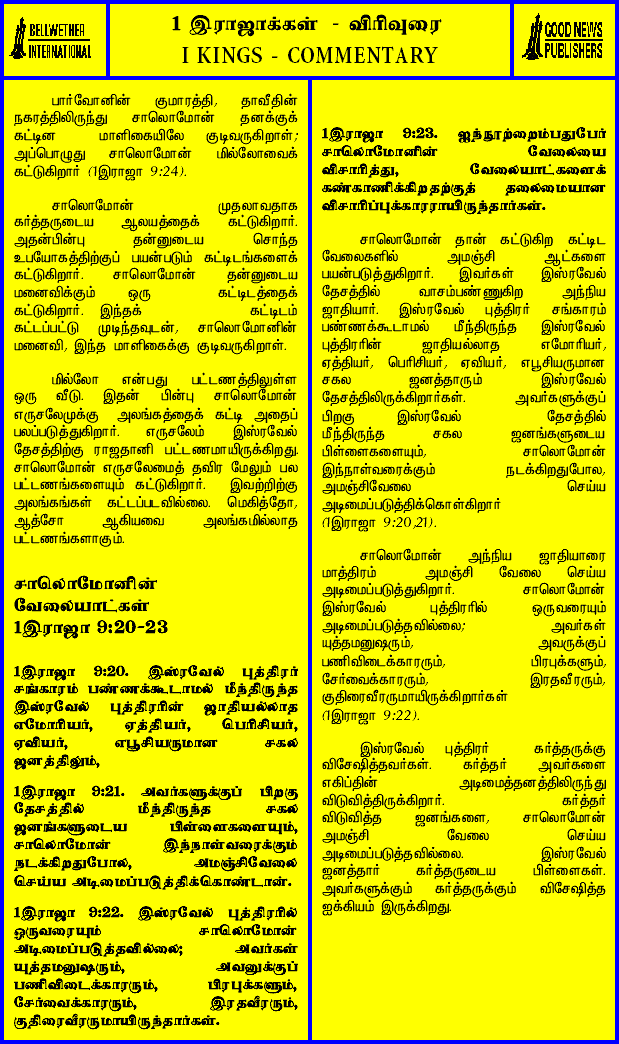 BELLWETHER
INTERNATIONAL
1 இராஜாக்கள் - விரிவுரை
I KINGS - COMMENTARY
GOOD NEWS
PUBLISHERS
பார்வோனின் குமாரத்தி, தாவீதின்
நகரத்திலிருந்து சாலொமோன் தனக்குக்
கட்டின மாளிகையிலே குடிவருகிறாள்;
அப்பொழுது சாலொமோன் மில்லோவைக்
கட்டுகிறார் (1இராஜா 9:24).
சாலொமோன் முதலாவதாக
கர்த்தருடைய ஆலயத்தைக் கட்டுகிறார்.
அதன்பின்பு தன்னுடைய சொந்த
உபயோகத்திற்குப் பயன்படும் கட்டிடங்களைக்
கட்டுகிறார். சாலொமோன் தன்னுடைய
மனைவிக்கும் ஒரு கட்டிடத்தைக்
கட்டுகிறார். இந்தக் கட்டிடம்
கட்டப்பட்டு முடிந்தவுடன், சாலொமோனின்
மனைவி, இந்த மாளிகைக்கு குடிவருகிறாள்.
மில்லோ என்பது பட்டணத்திலுள்ள
ஒரு வீடு. இதன் பின்பு சாலொமோன்
எருசலேமுக்கு அலங்கத்தைக் கட்டி அதைப்
பலப்படுத்துகிறார். எருசலேம் இஸ்ரவேல்
தேசத்திற்கு ராஜதானி பட்டணமாயிருக்கிறது.
சாலொமோன் எருசலேமைத் தவிர மேலும் பல
பட்டணங்களையும் கட்டுகிறார். இவற்றிற்கு
அலங்கங்கள் கட்டப்படவில்லை. மெகித்தோ,
ஆத்சோ ஆகியவை அலங்கமில்லாத
பட்டணங்களாகும்.
சாலொமோனின்
வேலையாட்கள்
1இராஜா 9:20-23
1இராஜா 9:20. இஸ்ரவேல் புத்திரர்
சங்காரம் பண்ணக்கூடாமல் மீந்திருந்த
இஸ்ரவேல் புத்திரரின் ஜாதியல்லாத
எமோரியர், ஏத்தியர், பெரிசியர்,
ஏவியர், எபூசியருமான சகல
ஜனத்திலும்,
1இராஜா 9:21. அவர்களுக்குப் பிறகு
தேசத்தில் மீந்திருந்த சகல
ஜனங்களுடைய பிள்ளைகளையும்,
சாலொமோன் இந்நாள்வரைக்கும்
நடக்கிறதுபோல, அமஞ்சிவேலை
செய்ய அடிமைப்படுத்திக்கொண்டான்.
1இராஜா 9:22. இஸ்ரவேல் புத்திரரில்
ஒருவரையும் சாலொமோன்
அடிமைப்படுத்தவில்லை; அவர்கள்
யுத்தமனுஷரும், அவனுக்குப்
பணிவிடைக்காரரும், பிரபுக்களும்,
சேர்வைக்காரரும், இரதவீரரும்,
குதிரைவீரருமாயிருந்தார்கள்.
1இராஜா 9:23. ஐந்நூற்றைம்பதுபேர்
சாலொமோனின் வேலையை
விசாரித்து, வேலையாட்களைக்
கண்காணிக்கிறதற்குத் தலைமையான
விசாரிப்புக்காரராயிருந்தார்கள்.
சாலொமோன் தான் கட்டுகிற கட்டிட
வேலைகளில் அமஞ்சி ஆட்களை
பயன்படுத்துகிறார். இவர்கள் இஸ்ரவேல்
தேசத்தில் வாசம்பண்ணுகிற அந்நிய
ஜாதியார். இஸ்ரவேல் புத்திரர் சங்காரம்
பண்ணக்கூடாமல் மீந்திருந்த இஸ்ரவேல்
புத்திரரின் ஜாதியல்லாத எமோரியர்,
ஏத்தியர், பெரிசியர், ஏவியர், எபூசியருமான
சகல ஜனத்தாரும் இஸ்ரவேல்
தேசத்திலிருக்கிறார்கள். அவர்களுக்குப்
பிறகு இஸ்ரவேல் தேசத்தில்
மீந்திருந்த சகல ஜனங்களுடைய
பிள்ளைகளையும், சாலொமோன்
இந்நாள்வரைக்கும் நடக்கிறதுபோல,
அமஞ்சிவேலை செய்ய
அடிமைப்படுத்திக்கொள்கிறார்
(1இராஜா 9:20,21).
சாலொமோன் அந்நிய ஜாதியாரை
மாத்திரம் அமஞ்சி வேலை செய்ய
அடிமைப்படுத்துகிறார். சாலொமோன்
இஸ்ரவேல் புத்திரரில் ஒருவரையும்
அடிமைப்படுத்தவில்லை; அவர்கள்
யுத்தமனுஷரும், அவருக்குப்
பணிவிடைக்காரரும், பிரபுக்களும்,
சேர்வைக்காரரும், இரதவீரரும்,
குதிரைவீரருமாயிருக்கிறார்கள்
(1இராஜா 9:22).
இஸ்ரவேல் புத்திரர் கர்த்தருக்கு
விசேஷித்தவர்கள். கர்த்தர் அவர்களை
எகிப்தின் அடிமைத்தனத்திலிருந்து
விடுவித்திருக்கிறார். கர்த்தர்
விடுவித்த ஜனங்களை, சாலொமோன்
அமஞ்சி வேலை செய்ய
அடிமைப்படுத்தவில்லை. இஸ்ரவேல்
ஜனத்தார் கர்த்தருடைய பிள்ளைகள்.
அவர்களுக்கும் கர்த்தருக்கும் விசேஷித்த
ஐக்கியம் இருக்கிறது.